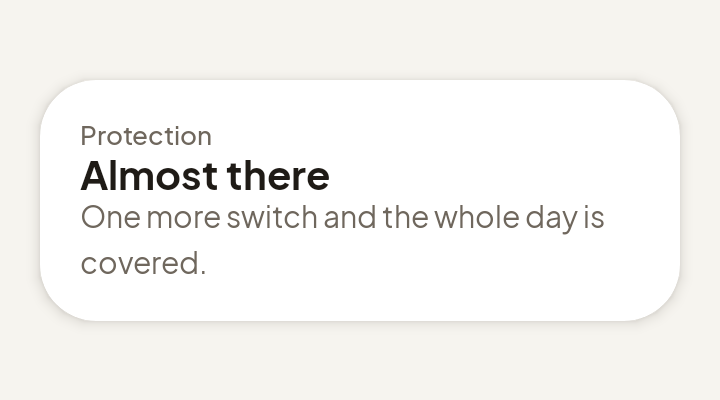 Protection
Almost there
One more switch and the whole day is
covered.